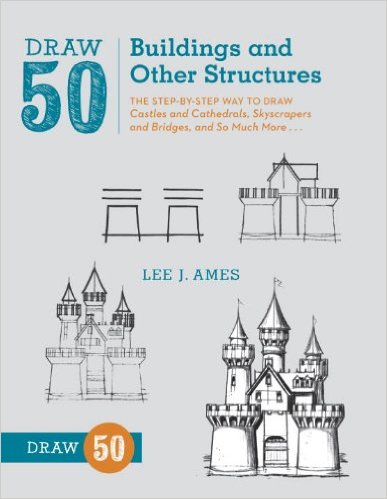 DRAW
50
Buildings and
Other Structures
THE STEP-BY-STEP WAY TO DRAW
Castles and Cathedrals, Skyscrapers
and Bridges, and So Much More . . .
LEE J. AMES
DRAW 50